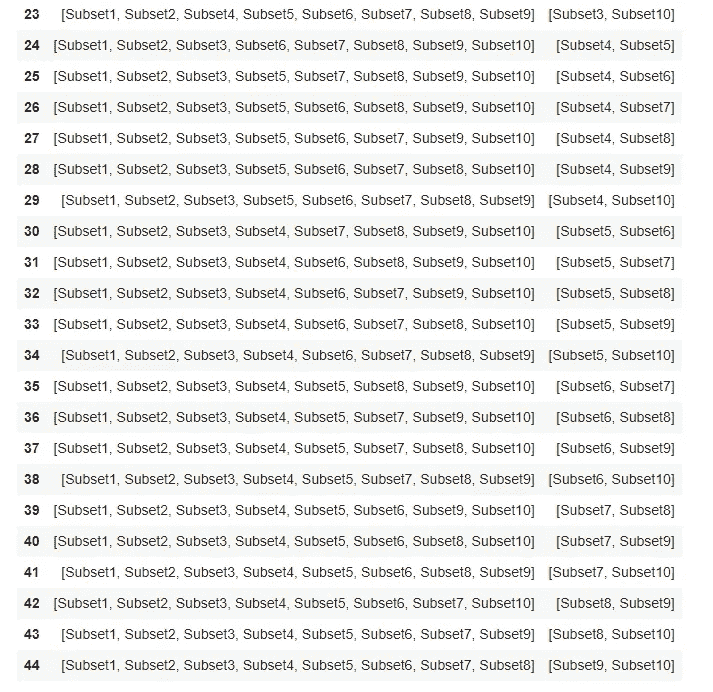 23 [Subset1, Subset2, Subset4, Subset5, Subset6, Subset7, Subset8, Subset9] [Subset3, Subset10]
24 [Subset1, Subset2, Subset3, Subset6, Subset7, Subset8, Subset9, Subset10] [Subset4, Subset5]
25 [Subset1, Subset2, Subset3, Subset5, Subset7, Subset8, Subset9, Subset10] [Subset4, Subset6]
26 [Subset1, Subset2, Subset3, Subset5, Subset6, Subset8, Subset9, Subset10] [Subset4, Subset7]
27 [Subset1, Subset2, Subset3, Subset5, Subset6, Subset7, Subset9, Subset10] [Subset4, Subset8]
28 [Subset1, Subset2, Subset3, Subset5, Subset6, Subset7, Subset8, Subset10] [Subset4, Subset9]
29 [Subset1, Subset2, Subset3, Subset5, Subset6, Subset7, Subset8, Subset9] [Subset4, Subset10]
30 [Subset1, Subset2, Subset3, Subset4, Subset7, Subset8, Subset9, Subset10] [Subset5, Subset6]
31 [Subset1, Subset2, Subset3, Subset4, Subset6, Subset8, Subset9, Subset10] [Subset5, Subset7]
32 [Subset1, Subset2, Subset3, Subset4, Subset6, Subset7, Subset9, Subset10] [Subset5, Subset8]
33 [Subset1, Subset2, Subset3, Subset4, Subset6, Subset7, Subset8, Subset10] [Subset5, Subset9]
34 [Subset1, Subset2, Subset3, Subset4, Subset6, Subset7, Subset8, Subset9] [Subset5, Subset10]
35 [Subset1, Subset2, Subset3, Subset4, Subset5, Subset8, Subset9, Subset10] [Subset6, Subset7]
36 [Subset1, Subset2, Subset3, Subset4, Subset5, Subset7, Subset9, Subset10] [Subset6, Subset8]
37 [Subset1, Subset2, Subset3, Subset4, Subset5, Subset7, Subset8, Subset10] [Subset6, Subset9]
38 [Subset1, Subset2, Subset3, Subset4, Subset5, Subset7, Subset8, Subset9] [Subset6, Subset10]
39 [Subset1, Subset2, Subset3, Subset4, Subset5, Subset6, Subset9, Subset10] [Subset7, Subset8]
40 [Subset1, Subset2, Subset3, Subset4, Subset5, Subset6, Subset8, Subset10] [Subset7, Subset9]
41 [Subset1, Subset2, Subset3, Subset4, Subset5, Subset6, Subset8, Subset9] [Subset7, Subset10]
42 [Subset1, Subset2, Subset3, Subset4, Subset5, Subset6, Subset7, Subset10] [Subset8, Subset9]
43 [Subset1, Subset2, Subset3, Subset4, Subset5, Subset6, Subset7, Subset9] [Subset8, Subset10]
44 [Subset1, Subset2, Subset3, Subset4, Subset5, Subset6, Subset7, Subset8] [Subset9, Subset10]